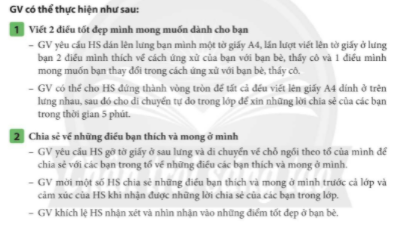 GV có thể thực hiện như sau:
1 Viết 2 điều tốt đẹp mình mong muốn dành cho bạn
– GV yêu cầu HS dán lên lưng bạn mình một tờ giấy A4, lần lượt viết lên tờ giấy ở lưng
bạn 2 điều mình thích về cách ứng xử của bạn với bạn bè, thầy cô và 1 điều mình
mong muốn bạn thay đổi trong cách ứng xử với bạn bè, thầy cô.
– GV có thể cho HS đứng thành vòng tròn để tất cả đều viết lên giấy A4 dính ở trên
lưng nhau, sau đó cho di chuyển tự do trong lớp để xin những lời chia sẻ của các bạn
trong thời gian 5 phút.
2 Chia sẻ về những điều bạn thích và mong ở mình
– GV yêu cầu HS gỡ tờ giấy ở sau lưng và di chuyển về chỗ ngồi theo tổ của mình để
chia sẻ với các bạn trong tổ về những điều các bạn thích và mong ở mình.
– GV mời một số HS chia sẻ những điều bạn thích và mong ở mình trước cả lớp và
cảm xúc của HS khi nhận được những lời chia sẻ của các bạn trong lớp.
– GV khích lệ HS nhận xét và nhìn nhận vào những điểm tốt đẹp ở bạn bè.